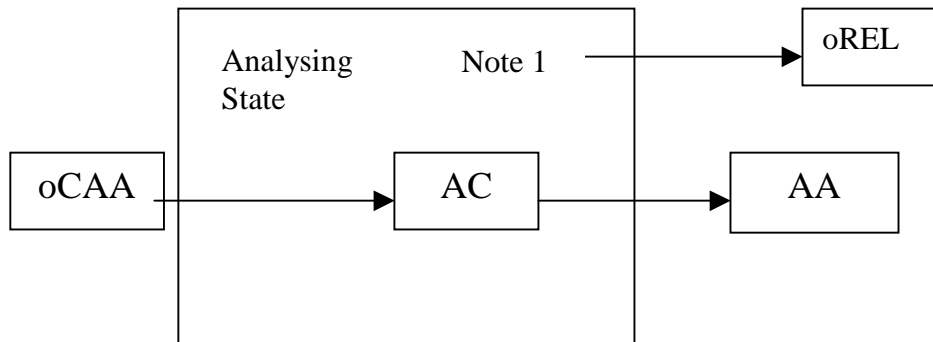 oREL
Analysing Note 1
State
oCAA AC AA